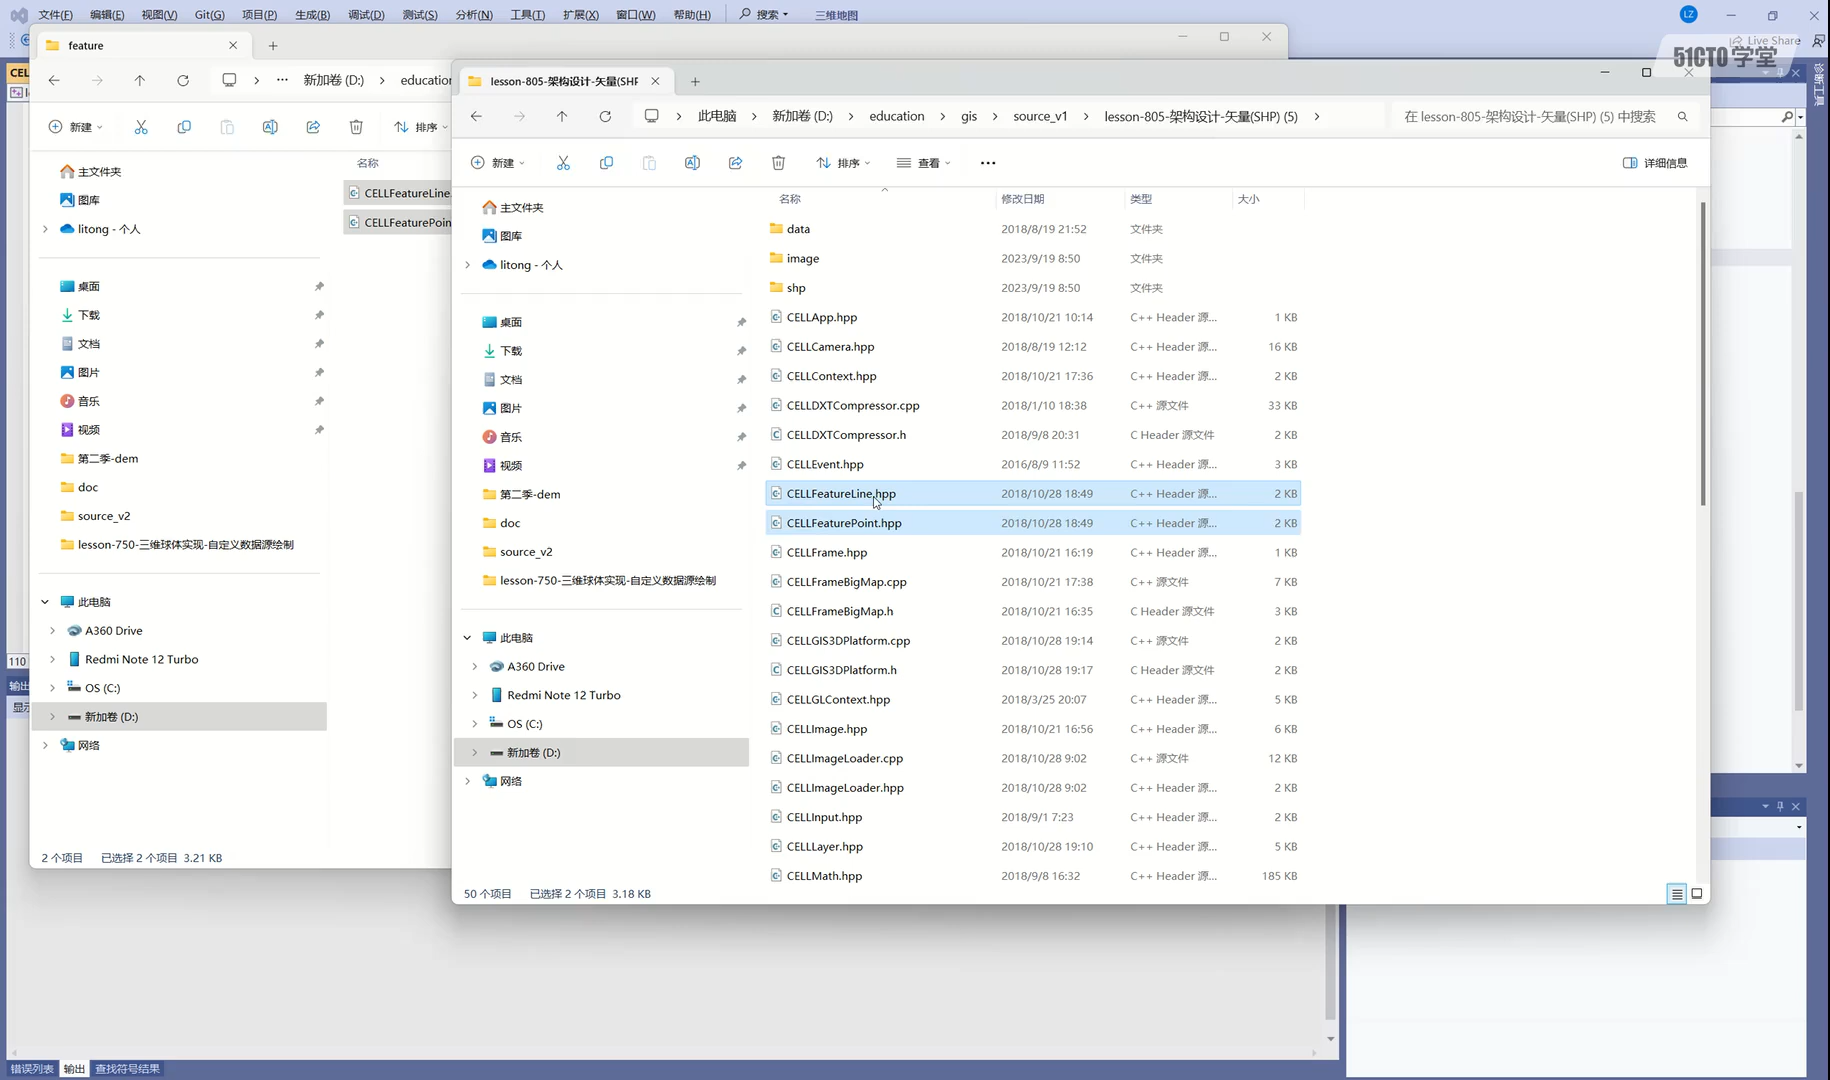 文件(F) 编辑(E) 视图(V) Git(G) 项目(P) 生成(B) 调试(D) 测试(S) 分析(N) 工具(T) 扩展(X) 窗口(W) 帮助(H) 搜索 三维地图 LZ
Live Share
51CTO学堂
诊断工具
CEL
feature
新加卷 (D:) education
新建 排序
主文件夹
图库
litong - 个人
桌面
下载
文档
图片
音乐
视频
第二季-dem
doc
source_v2
lesson-750-三维球体实现-自定义数据源绘制
此电脑
A360 Drive
Redmi Note 12 Turbo
OS (C:)
新加卷 (D:)
网络
名称
CELLFeatureLine.
CELLFeaturePoin
2 个项目 已选择 2 个项目 3.21 KB
110
输出
显示
lesson-805-架构设计-矢量(SHP
此电脑 新加卷 (D:) education gis source_v1 lesson-805-架构设计-矢量(SHP) (5)
在 lesson-805-架构设计-矢量(SHP) (5) 中搜索
新建 排序 查看 详细信息
主文件夹
图库
litong - 个人
桌面
下载
文档
图片
音乐
视频
第二季-dem
doc
source_v2
lesson-750-三维球体实现-自定义数据源绘制
此电脑
A360 Drive
Redmi Note 12 Turbo
OS (C:)
新加卷 (D:)
网络
名称 修改日期 类型 大小
data 2018/8/19 21:52 文件夹
image 2023/9/19 8:50 文件夹
shp 2023/9/19 8:50 文件夹
CELLApp.hpp 2018/10/21 10:14 C++ Header 源... 1 KB
CELLCamera.hpp 2018/8/19 12:12 C++ Header 源... 16 KB
CELLContext.hpp 2018/10/21 17:36 C++ Header 源... 2 KB
CELLDXTCompressor.cpp 2018/1/10 18:38 C++ 源文件 33 KB
CELLDXTCompressor.h 2018/9/8 20:31 C Header 源文件 2 KB
CELLEvent.hpp 2016/8/9 11:52 C++ Header 源... 3 KB
CELLFeatureLine.hpp 2018/10/28 18:49 C++ Header 源... 2 KB
CELLFeaturePoint.hpp 2018/10/28 18:49 C++ Header 源... 2 KB
CELLFrame.hpp 2018/10/21 16:19 C++ Header 源... 1 KB
CELLFrameBigMap.cpp 2018/10/21 17:38 C++ 源文件 7 KB
CELLFrameBigMap.h 2018/10/21 16:35 C Header 源文件 3 KB
CELLGIS3DPlatform.cpp 2018/10/28 19:14 C++ 源文件 2 KB
CELLGIS3DPlatform.h 2018/10/28 19:17 C Header 源文件 2 KB
CELLGLContext.hpp 2018/3/25 20:07 C++ Header 源... 5 KB
CELLImage.hpp 2018/10/21 16:56 C++ Header 源... 6 KB
CELLImageLoader.cpp 2018/10/28 9:02 C++ 源文件 12 KB
CELLImageLoader.hpp 2018/10/28 9:02 C++ Header 源... 2 KB
CELLInput.hpp 2018/9/1 7:23 C++ Header 源... 2 KB
CELLLayer.hpp 2018/10/28 19:10 C++ Header 源... 5 KB
CELLMath.hpp 2018/9/8 16:32 C++ Header 源... 185 KB
50 个项目 已选择 2 个项目 3.18 KB
错误列表 输出 查找符号结果